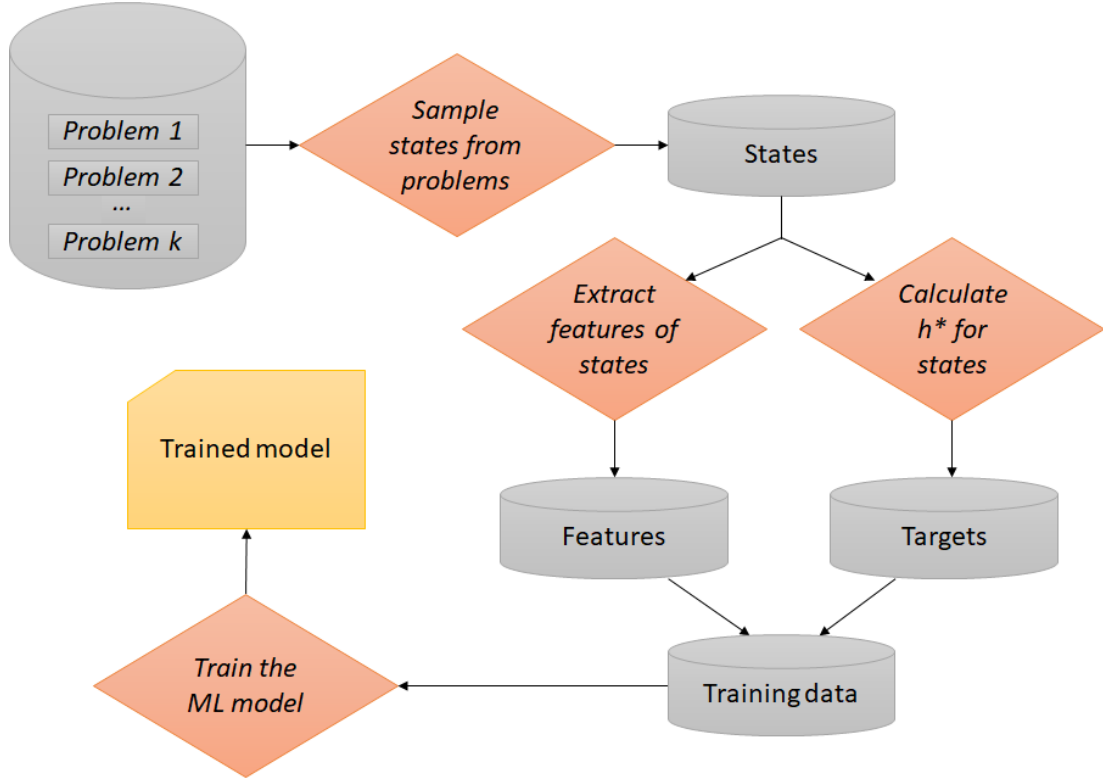 Problem 1
Problem 2
...
Problem k
Sample
states from
problems
States
Extract
features of
states
Calculate
h* for
states
Trained model
Features
Targets
Train the
ML model
Training data